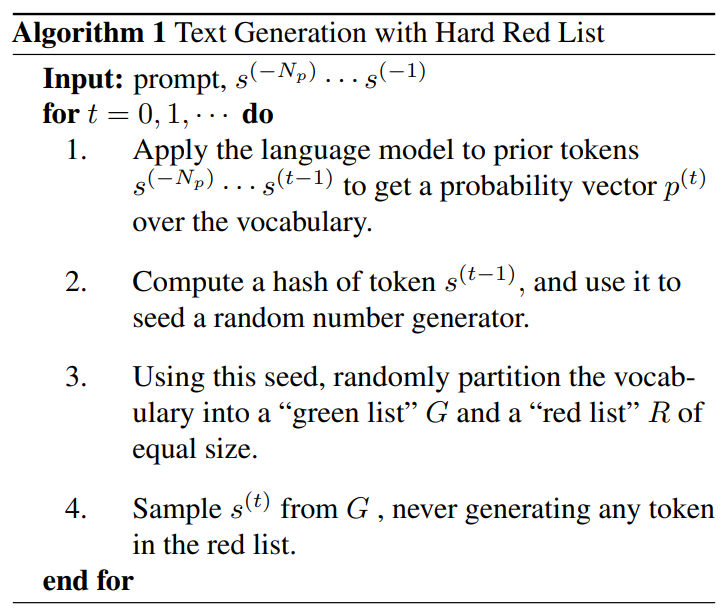 Algorithm 1 Text Generation with Hard Red List
Input: prompt, s^{(−N_p)} · · · s^{(−1)}
for t = 0, 1, · · · do
1. Apply the language model to prior tokens
s^{(−N_p)} · · · s^{(t−1)} to get a probability vector p^{(t)}
over the vocabulary.
2. Compute a hash of token s^{(t−1)}, and use it to
seed a random number generator.
3. Using this seed, randomly partition the vocab-
ulary into a “green list” G and a “red list” R of
equal size.
4. Sample s^{(t)} from G , never generating any token
in the red list.
end for